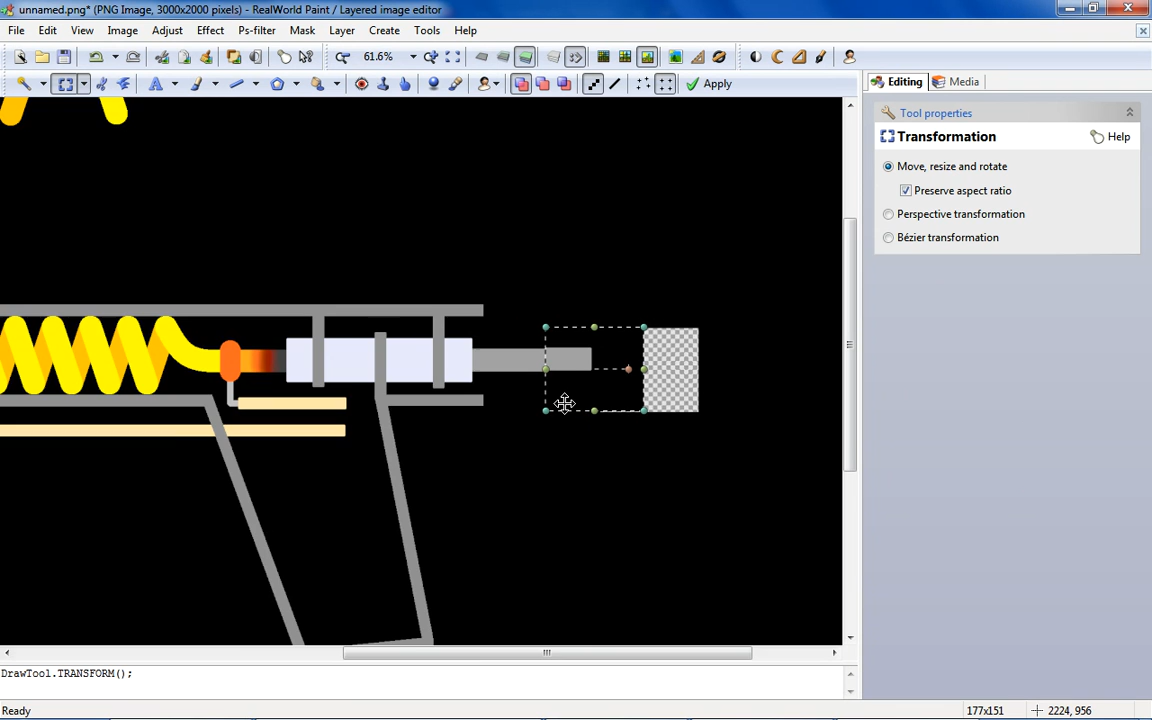 unnamed.png* (PNG Image, 3000x2000 pixels) - RealWorld Paint / Layered image editor
File Edit View Image Adjust Effect Ps-filter Mask Layer Create Tools Help
61.6%
Apply
Editing Media
Tool properties
Transformation Help
Move, resize and rotate
Preserve aspect ratio
Perspective transformation
Bézier transformation
DrawTool.TRANSFORM();
Ready 177x151 2224, 956